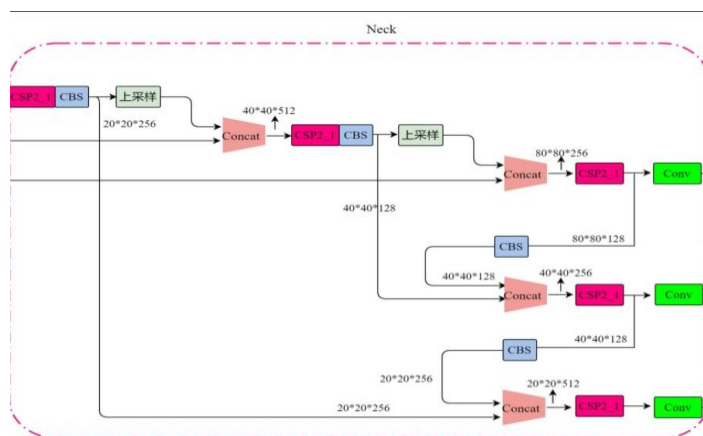 Neck
CSP2_1
CBS
上采样
20*20*256
Concat
40*40*512
CSP2_1
CBS
上采样
40*40*128
Concat
80*80*256
CSP2_1
Conv
80*80*128
CBS
40*40*128
Concat
40*40*256
CSP2_1
Conv
40*40*128
CBS
20*20*256
20*20*256
Concat
20*20*512
CSP2_1
Conv